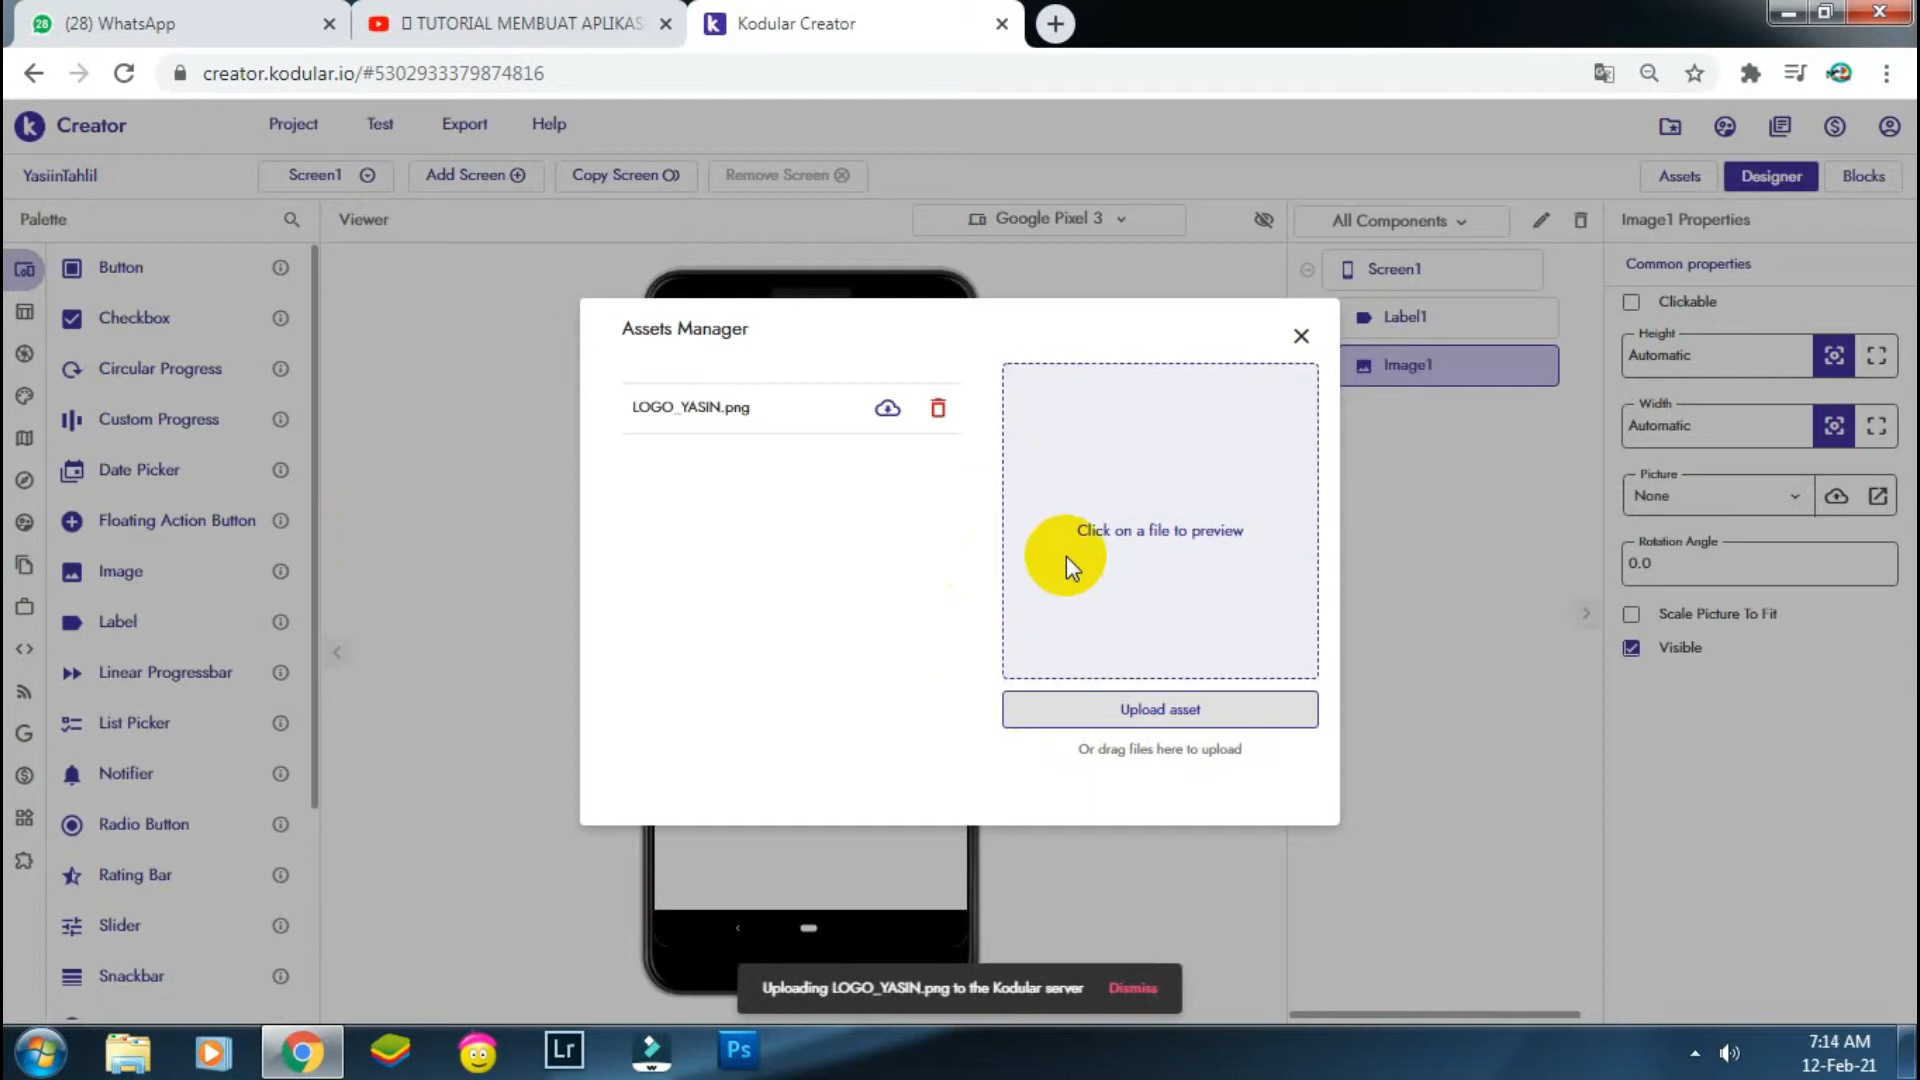 28 (28) WhatsApp
TUTORIAL MEMBUAT APLIKAS
Kodular Creator
creator.kodular.io/#5302933379874816
k Creator
Project
Test
Export
Help
YasiinTahlil
Screen1
Add Screen
Copy Screen
Remove Screen
Assets
Designer
Blocks
Palette
Viewer
Google Pixel 3
All Components
Image1 Properties
Button
Checkbox
Circular Progress
Custom Progress
Date Picker
Floating Action Button
Image
Label
Linear Progressbar
List Picker
Notifier
Radio Button
Rating Bar
Slider
Snackbar
Assets Manager
LOGO_YASIN.png
Click on a file to preview
Upload asset
Or drag files here to upload
Uploading LOGO_YASIN.png to the Kodular server Dismiss
Screen1
Label1
Image1
Common properties
Clickable
Height
Automatic
Width
Automatic
Picture
None
Rotation Angle
0.0
Scale Picture To Fit
Visible
Lr
Ps
7:14 AM
12-Feb-21